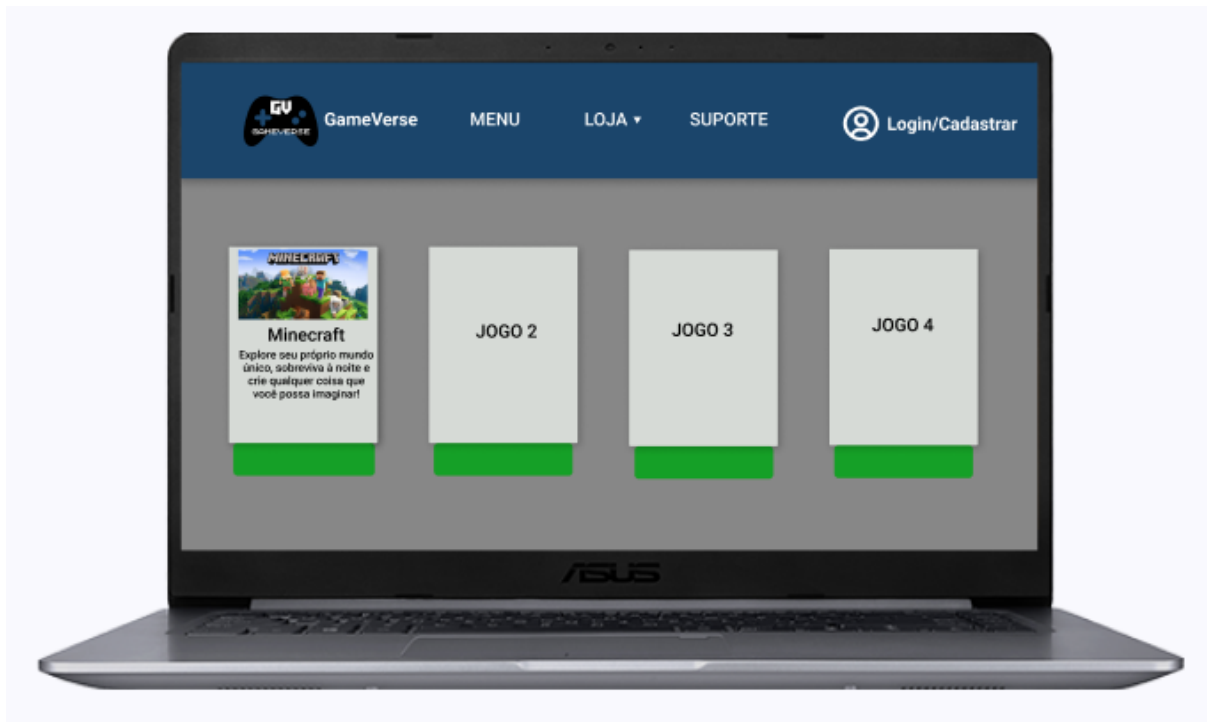 GV
GAMEVERSE
GameVerse
MENU
LOJA ▾
SUPORTE
Login/Cadastrar
MINECRAFT
Minecraft
Explore seu próprio mundo
único, sobreviva à noite e
crie qualquer coisa que
você possa imaginar!
JOGO 2
JOGO 3
JOGO 4
ASUS